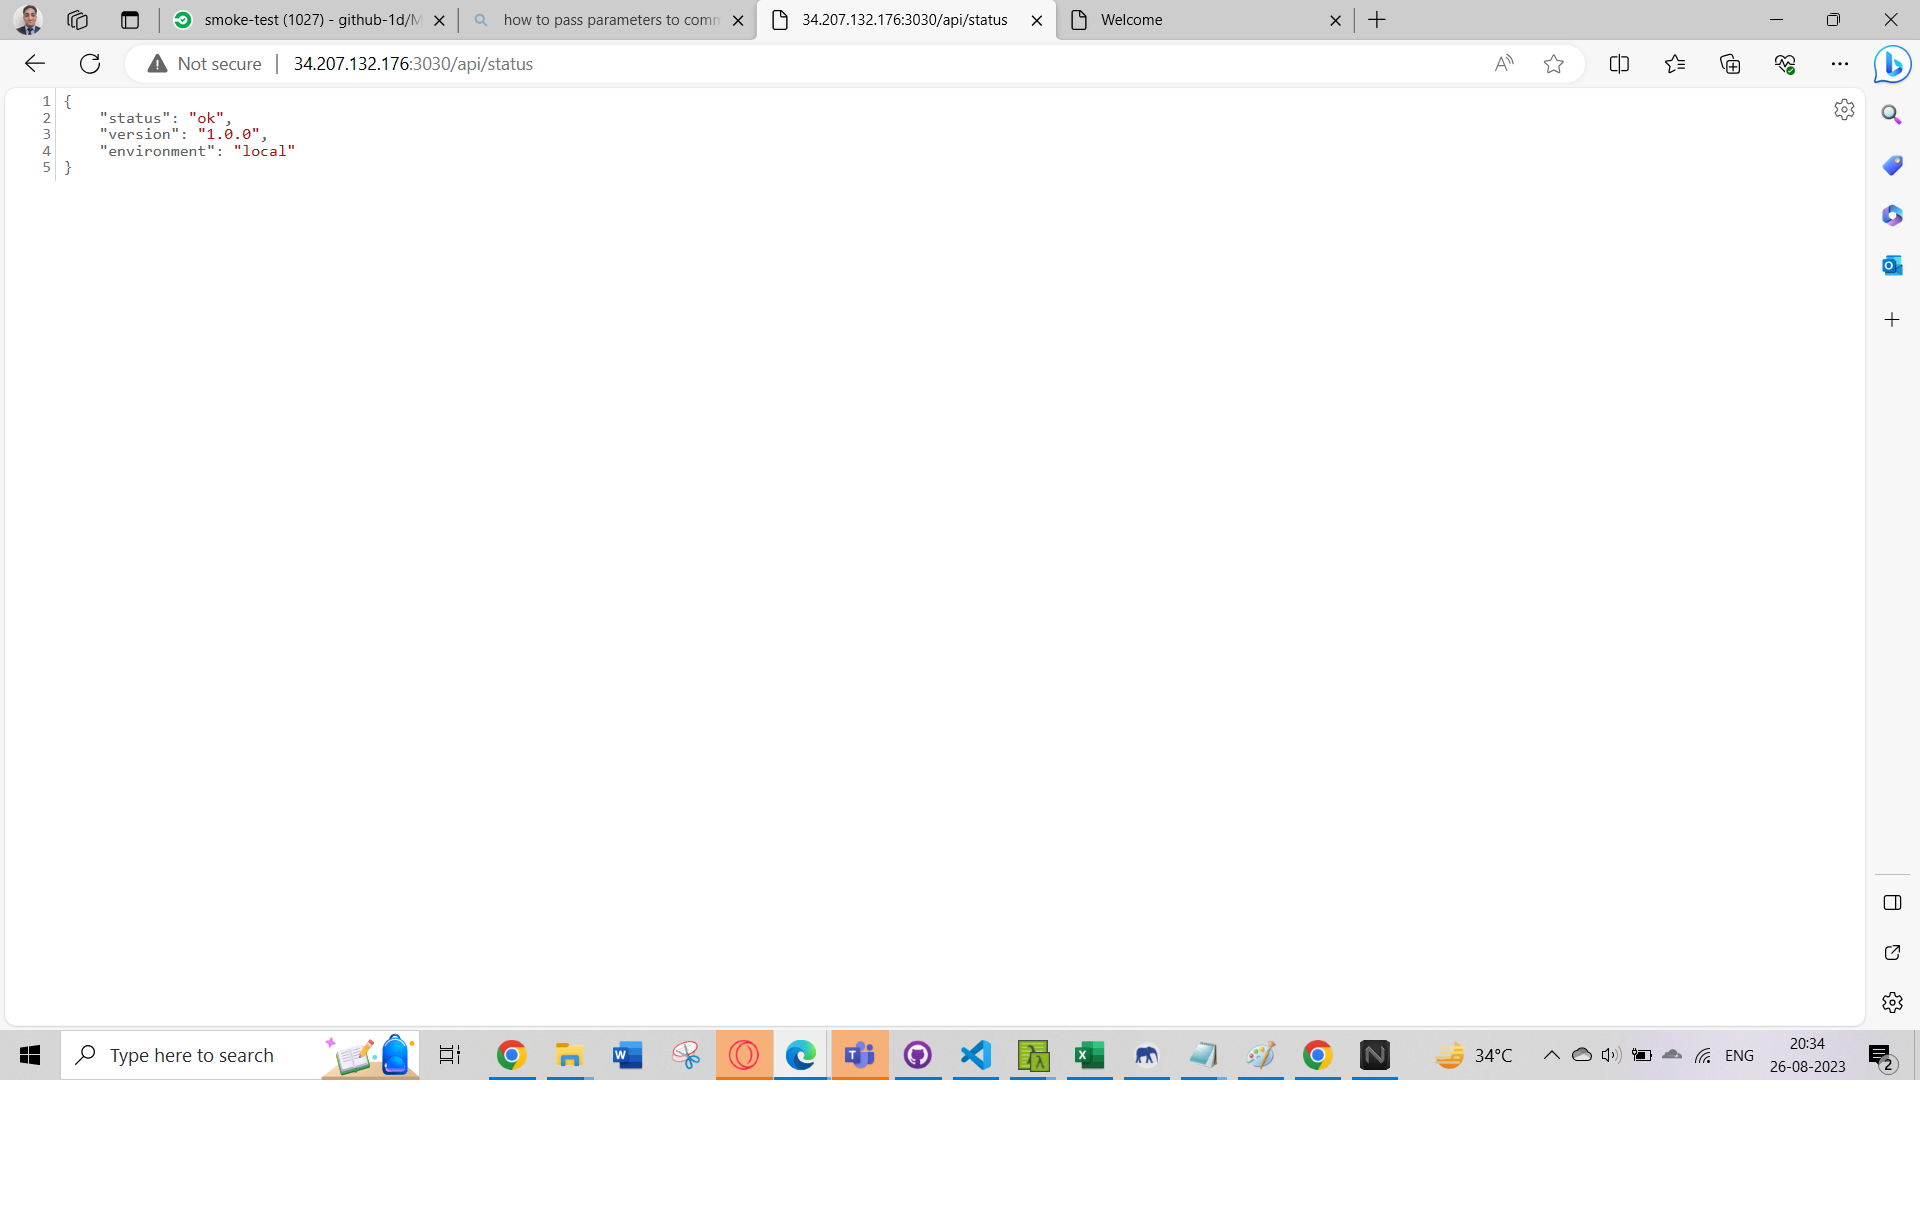 smoke-test (1027) - github-1d/M
how to pass parameters to comm
34.207.132.176:3030/api/status
Welcome
Not secure
34.207.132.176:3030/api/status
1 {
2 "status": "ok",
3 "version": "1.0.0",
4 "environment": "local"
5 }
Type here to search
34°C
ENG
20:34
26-08-2023
2